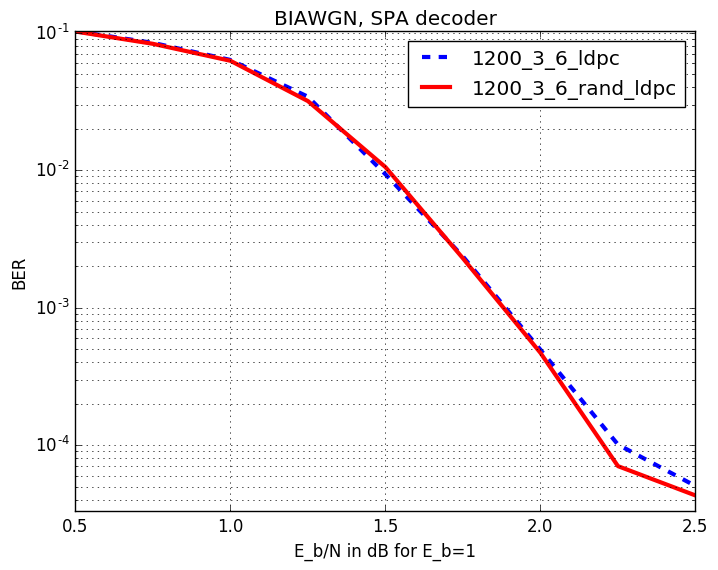 BIAWGN, SPA decoder
1200_3_6_ldpc
1200_3_6_rand_ldpc
10^-1
10^-2
10^-3
10^-4
BER
0.5 1.0 1.5 2.0 2.5
E_b/N in dB for E_b=1